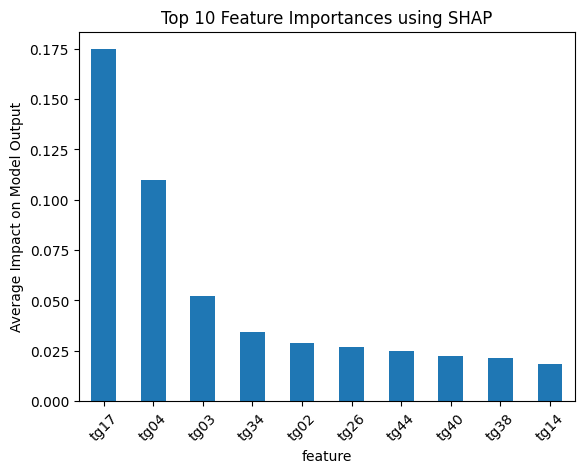 Top 10 Feature Importances using SHAP
Average Impact on Model Output
0.175
0.150
0.125
0.100
0.075
0.050
0.025
0.000
tg17 tg04 tg03 tg34 tg02 tg26 tg44 tg40 tg38 tg14
feature